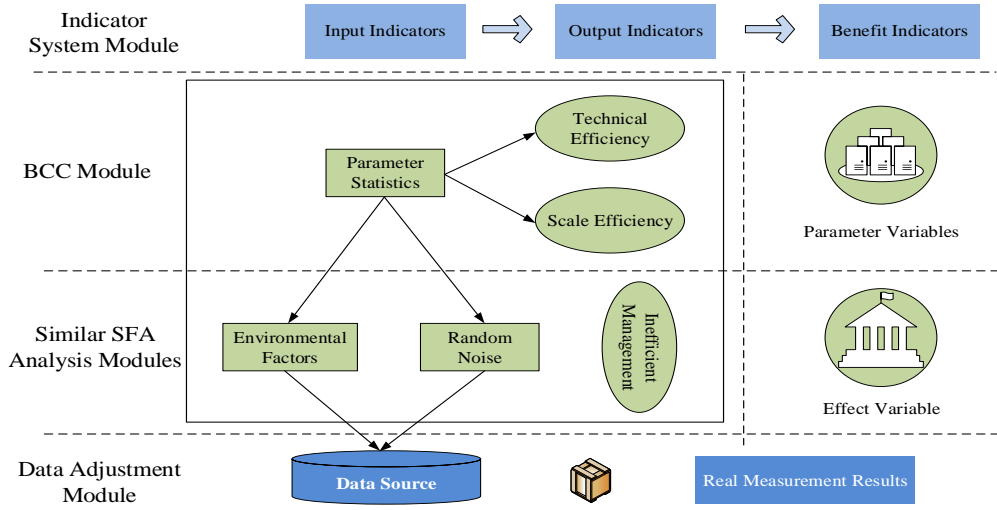 Indicator
System Module
Input Indicators
Output Indicators
Benefit Indicators
BCC Module
Parameter
Statistics
Technical
Efficiency
Scale Efficiency
Parameter Variables
Similar SFA
Analysis Modules
Environmental
Factors
Random
Noise
Inefficient
Management
Effect Variable
Data Adjustment
Module
Data Source
Real Measurement Results